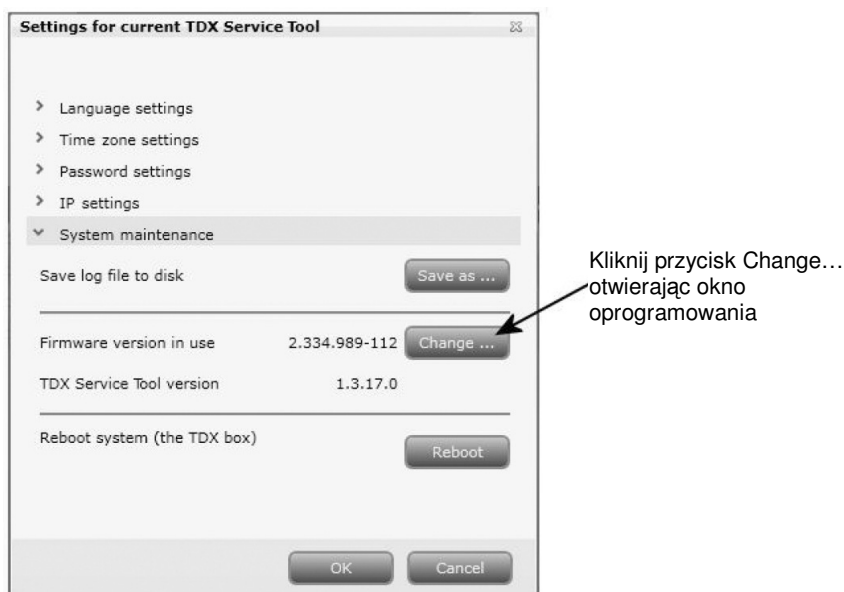 Settings for current TDX Service Tool
Language settings
Time zone settings
Password settings
IP settings
System maintenance
Save log file to disk Save as ...
Firmware version in use 2.334.989-112 Change ...
TDX Service Tool version 1.3.17.0
Reboot system (the TDX box) Reboot
OK Cancel
Kliknij przycisk Change…
otwierając okno
oprogramowania